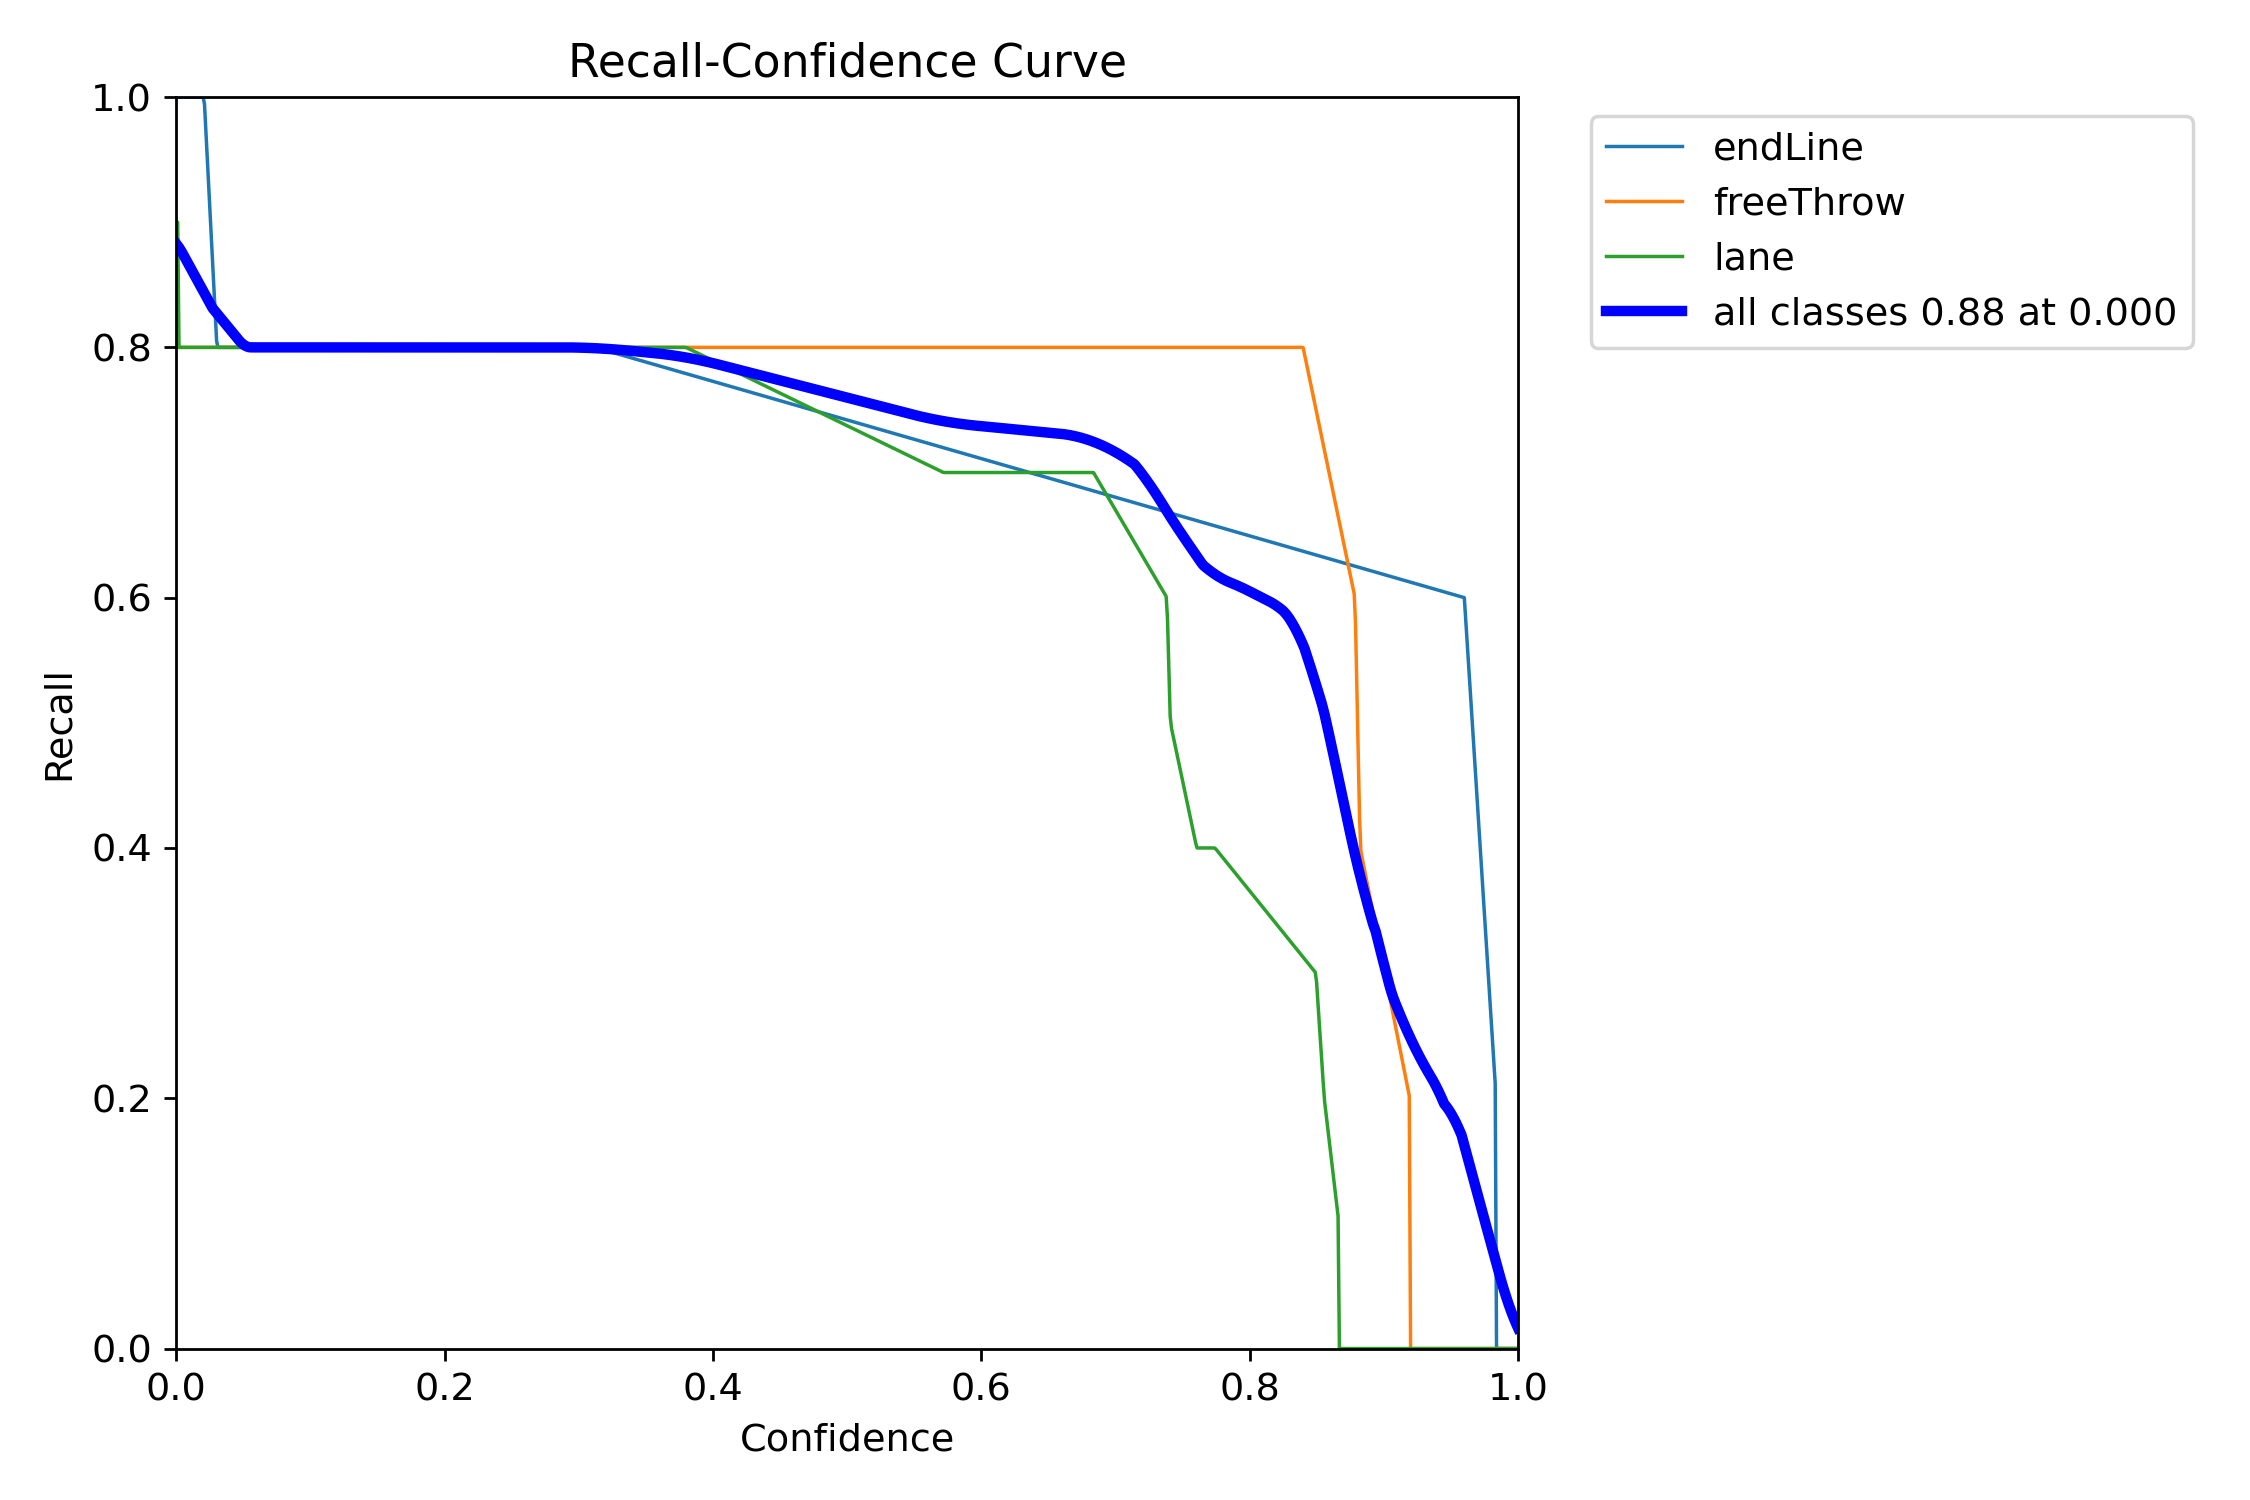 Recall-Confidence Curve
1.0
0.8
0.6
0.4
0.2
0.0
Recall
0.0 0.2 0.4 0.6 0.8 1.0
Confidence
endLine
freeThrow
lane
all classes 0.88 at 0.000